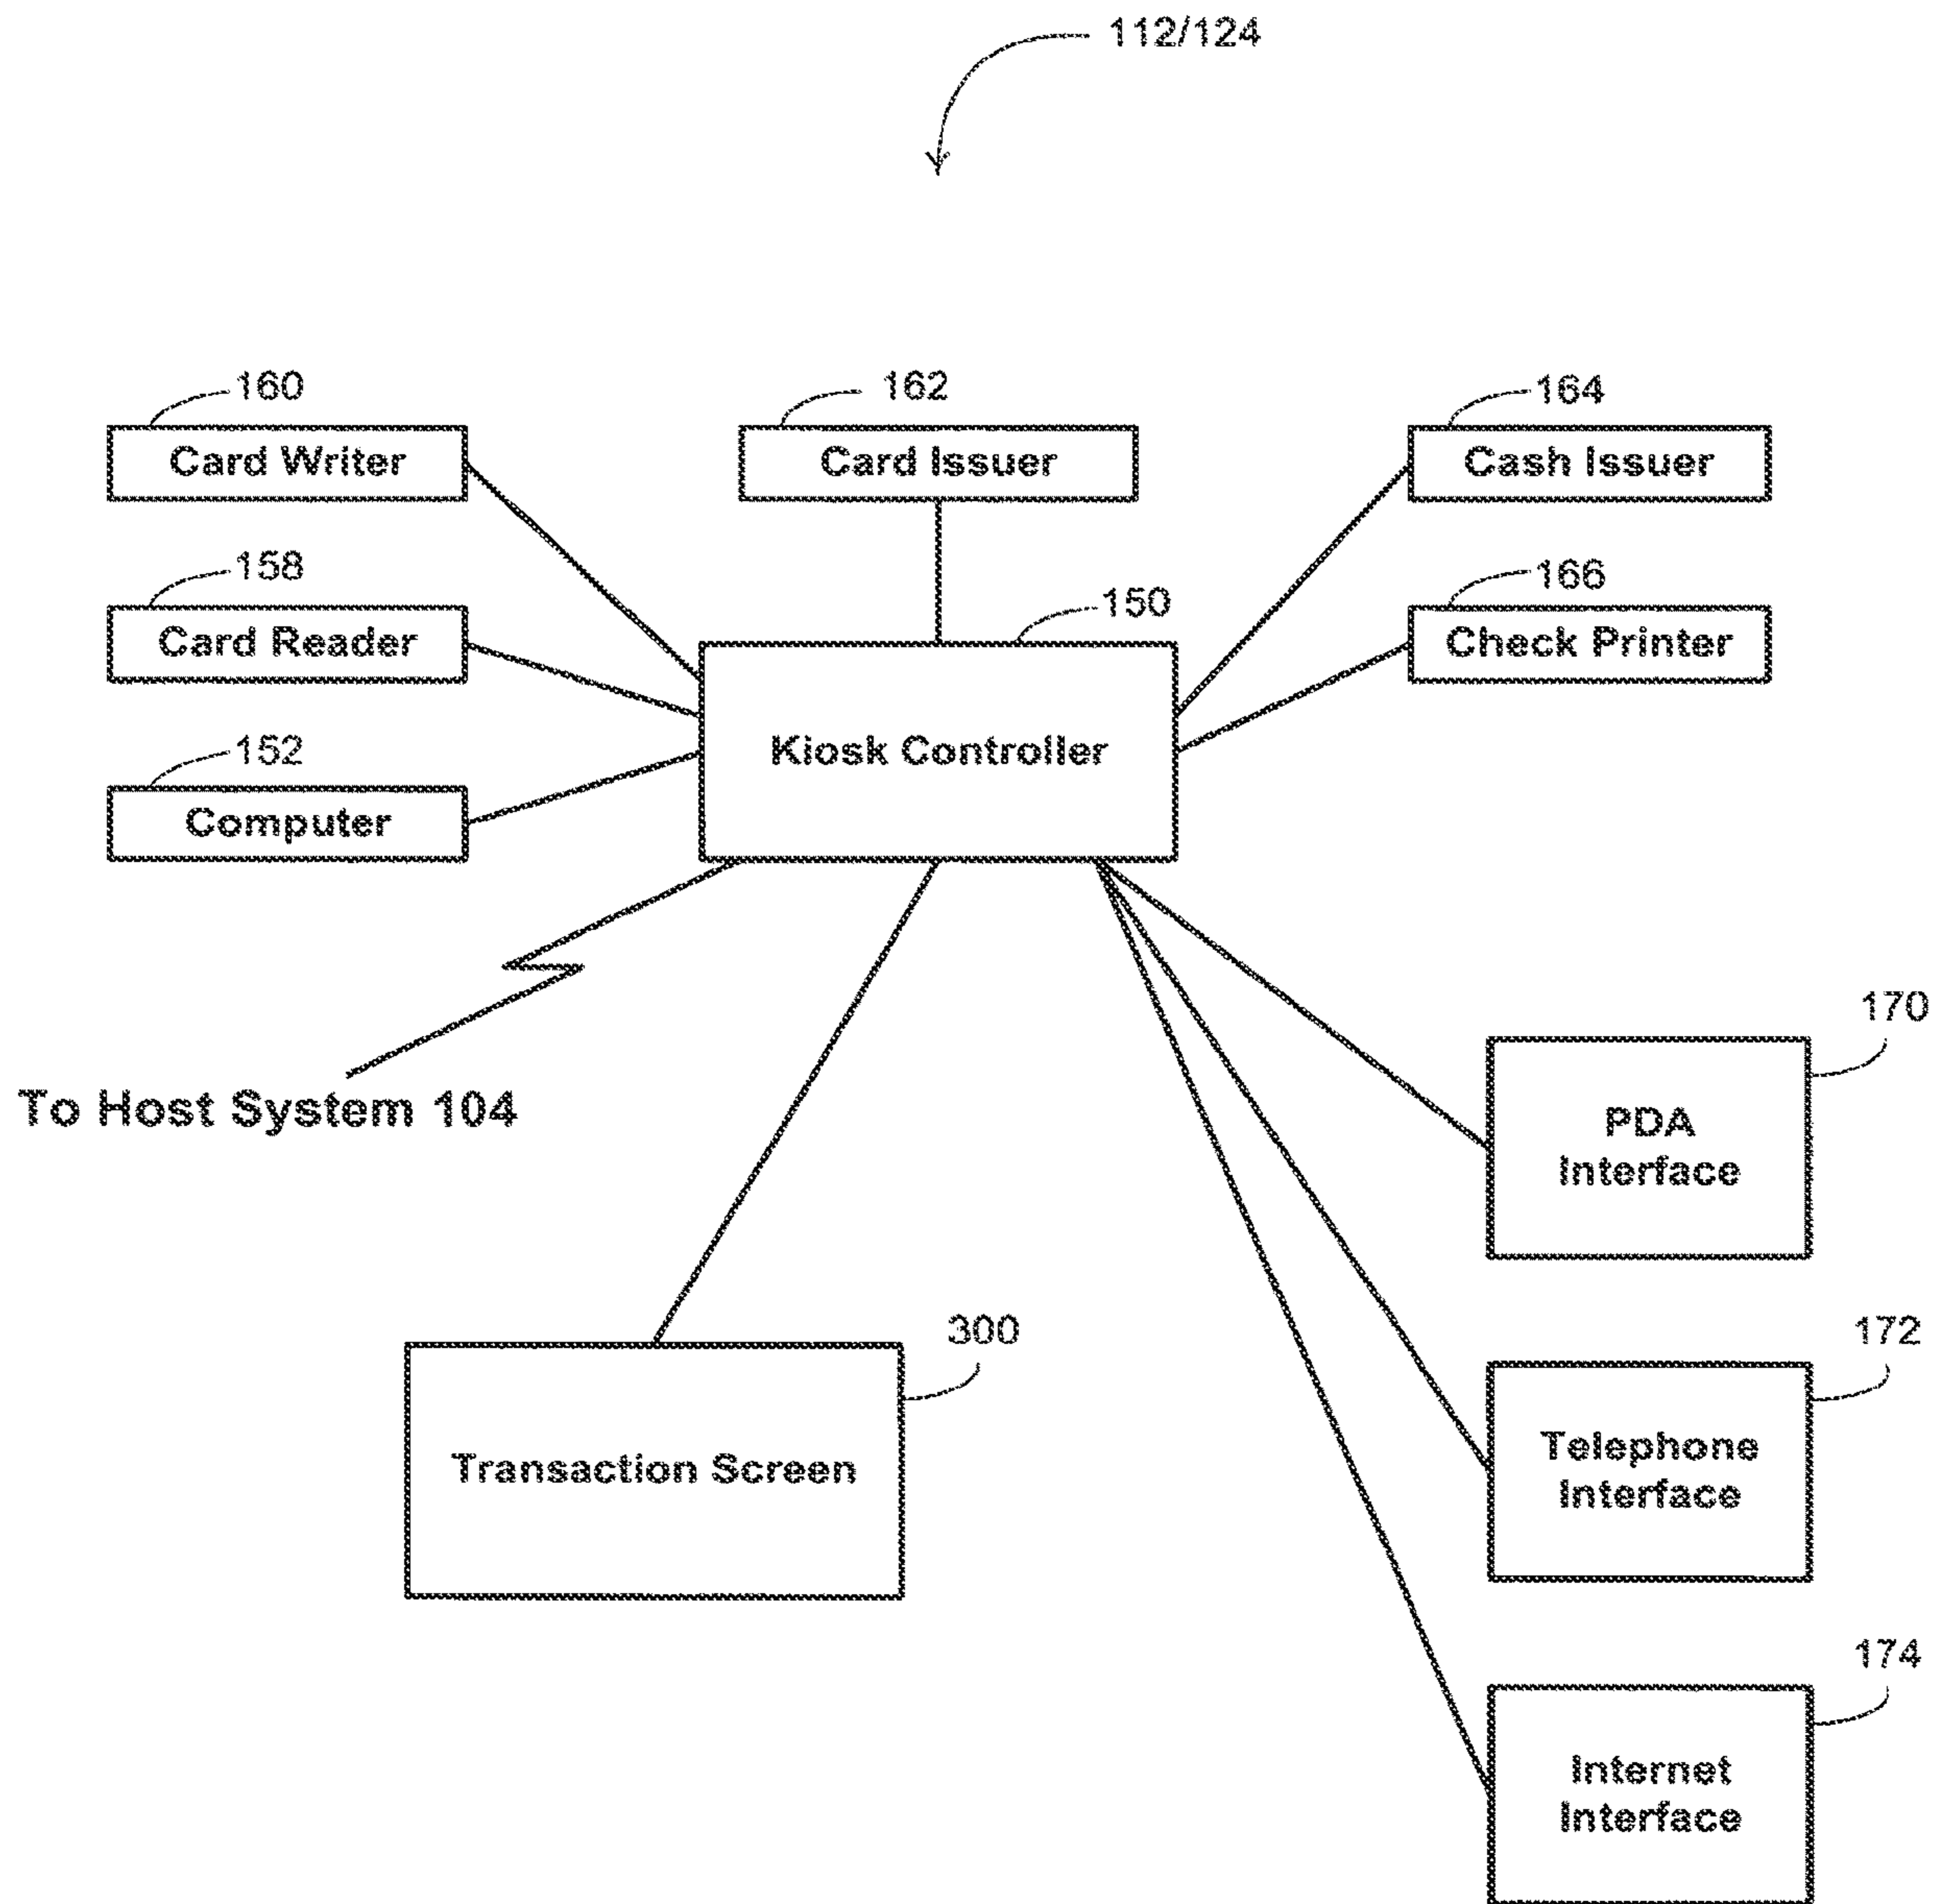 112/124
160
162
164
Card Writer
Card Issuer
Cash Issuer
158
166
150
Card Reader
Check Printer
152
Kiosk Controller
Computer
170
To Host System 104
PDA
Interface
300
172
Transaction Screen
Telephone
Interface
174
Internet
Interface